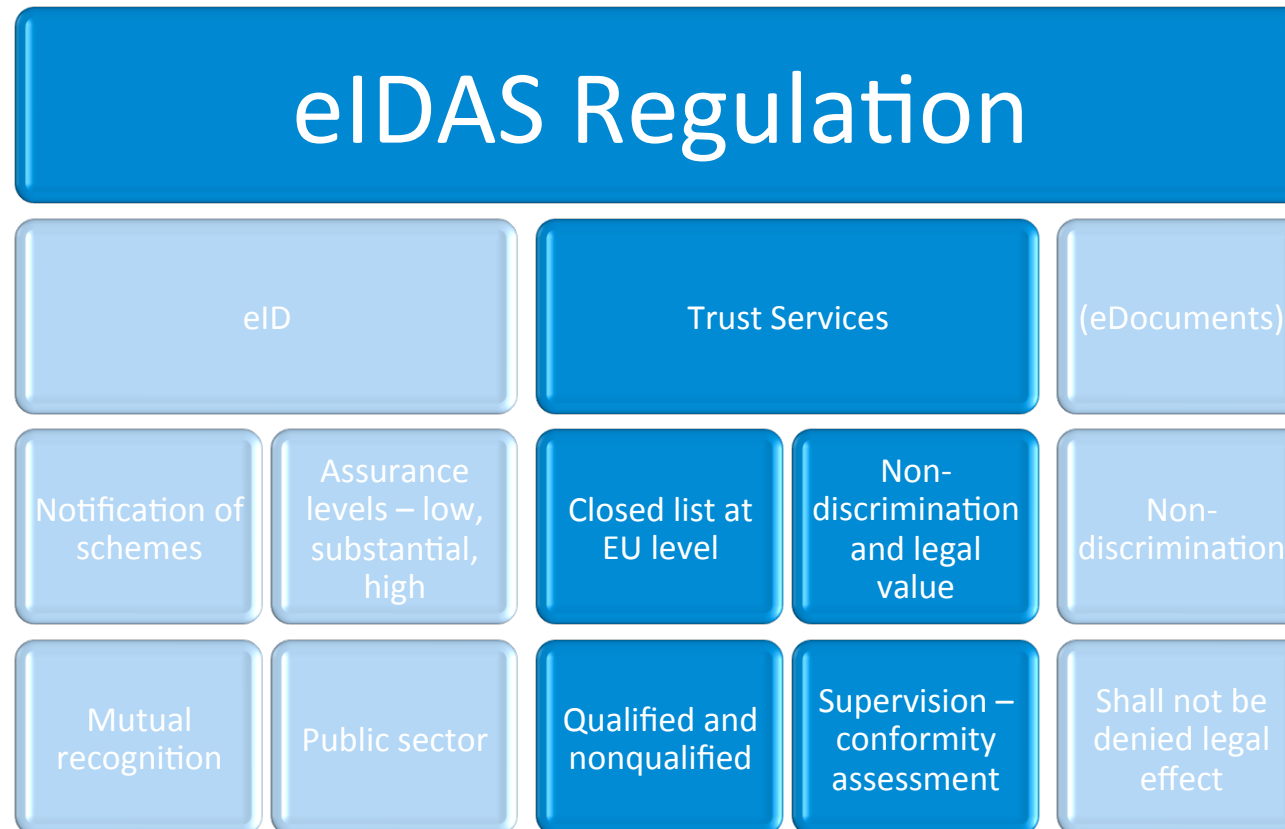 eIDAS Regulation
eID
Trust Services
(eDocuments)
Notification of
schemes
Assurance
levels – low,
substantial,
high
Closed list at
EU level
Non-
discrimination
and legal
value
Non-
discrimination
Mutual
recognition
Public sector
Qualified and
nonqualified
Supervision –
conformity
assessment
Shall not be
denied legal
effect